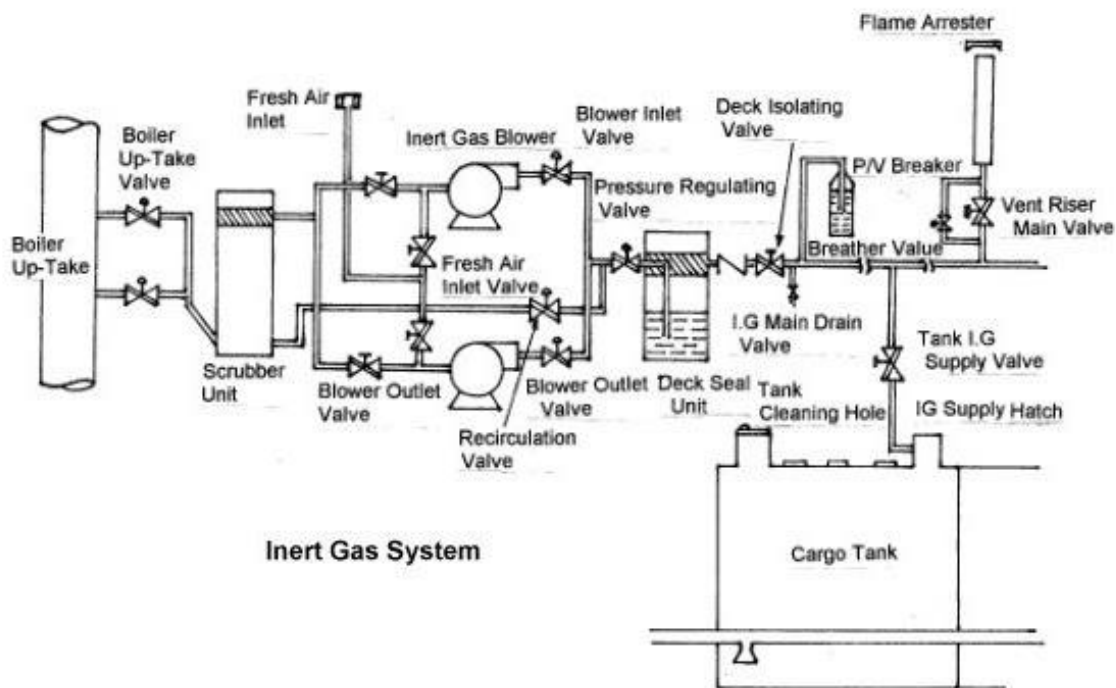 Flame Arrester
Fresh Air
Inlet
Blower Inlet
Valve
Deck Isolating
Valve
Boiler
Up-Take
Valve
Inert Gas Blower
P/V Breaker
Pressure Regulating
Valve
Vent Riser
Main Valve
Boiler
Up-Take
Breather Value
Fresh Air
Inlet Valve
I.G Main Drain
Valve
Tank I.G
Supply Valve
Scrubber
Unit
Blower Outlet
Valve
Blower Outlet
Valve
Deck Seal
Unit
Tank
Cleaning Hole
IG Supply Hatch
Recirculation
Valve
Inert Gas System
Cargo Tank